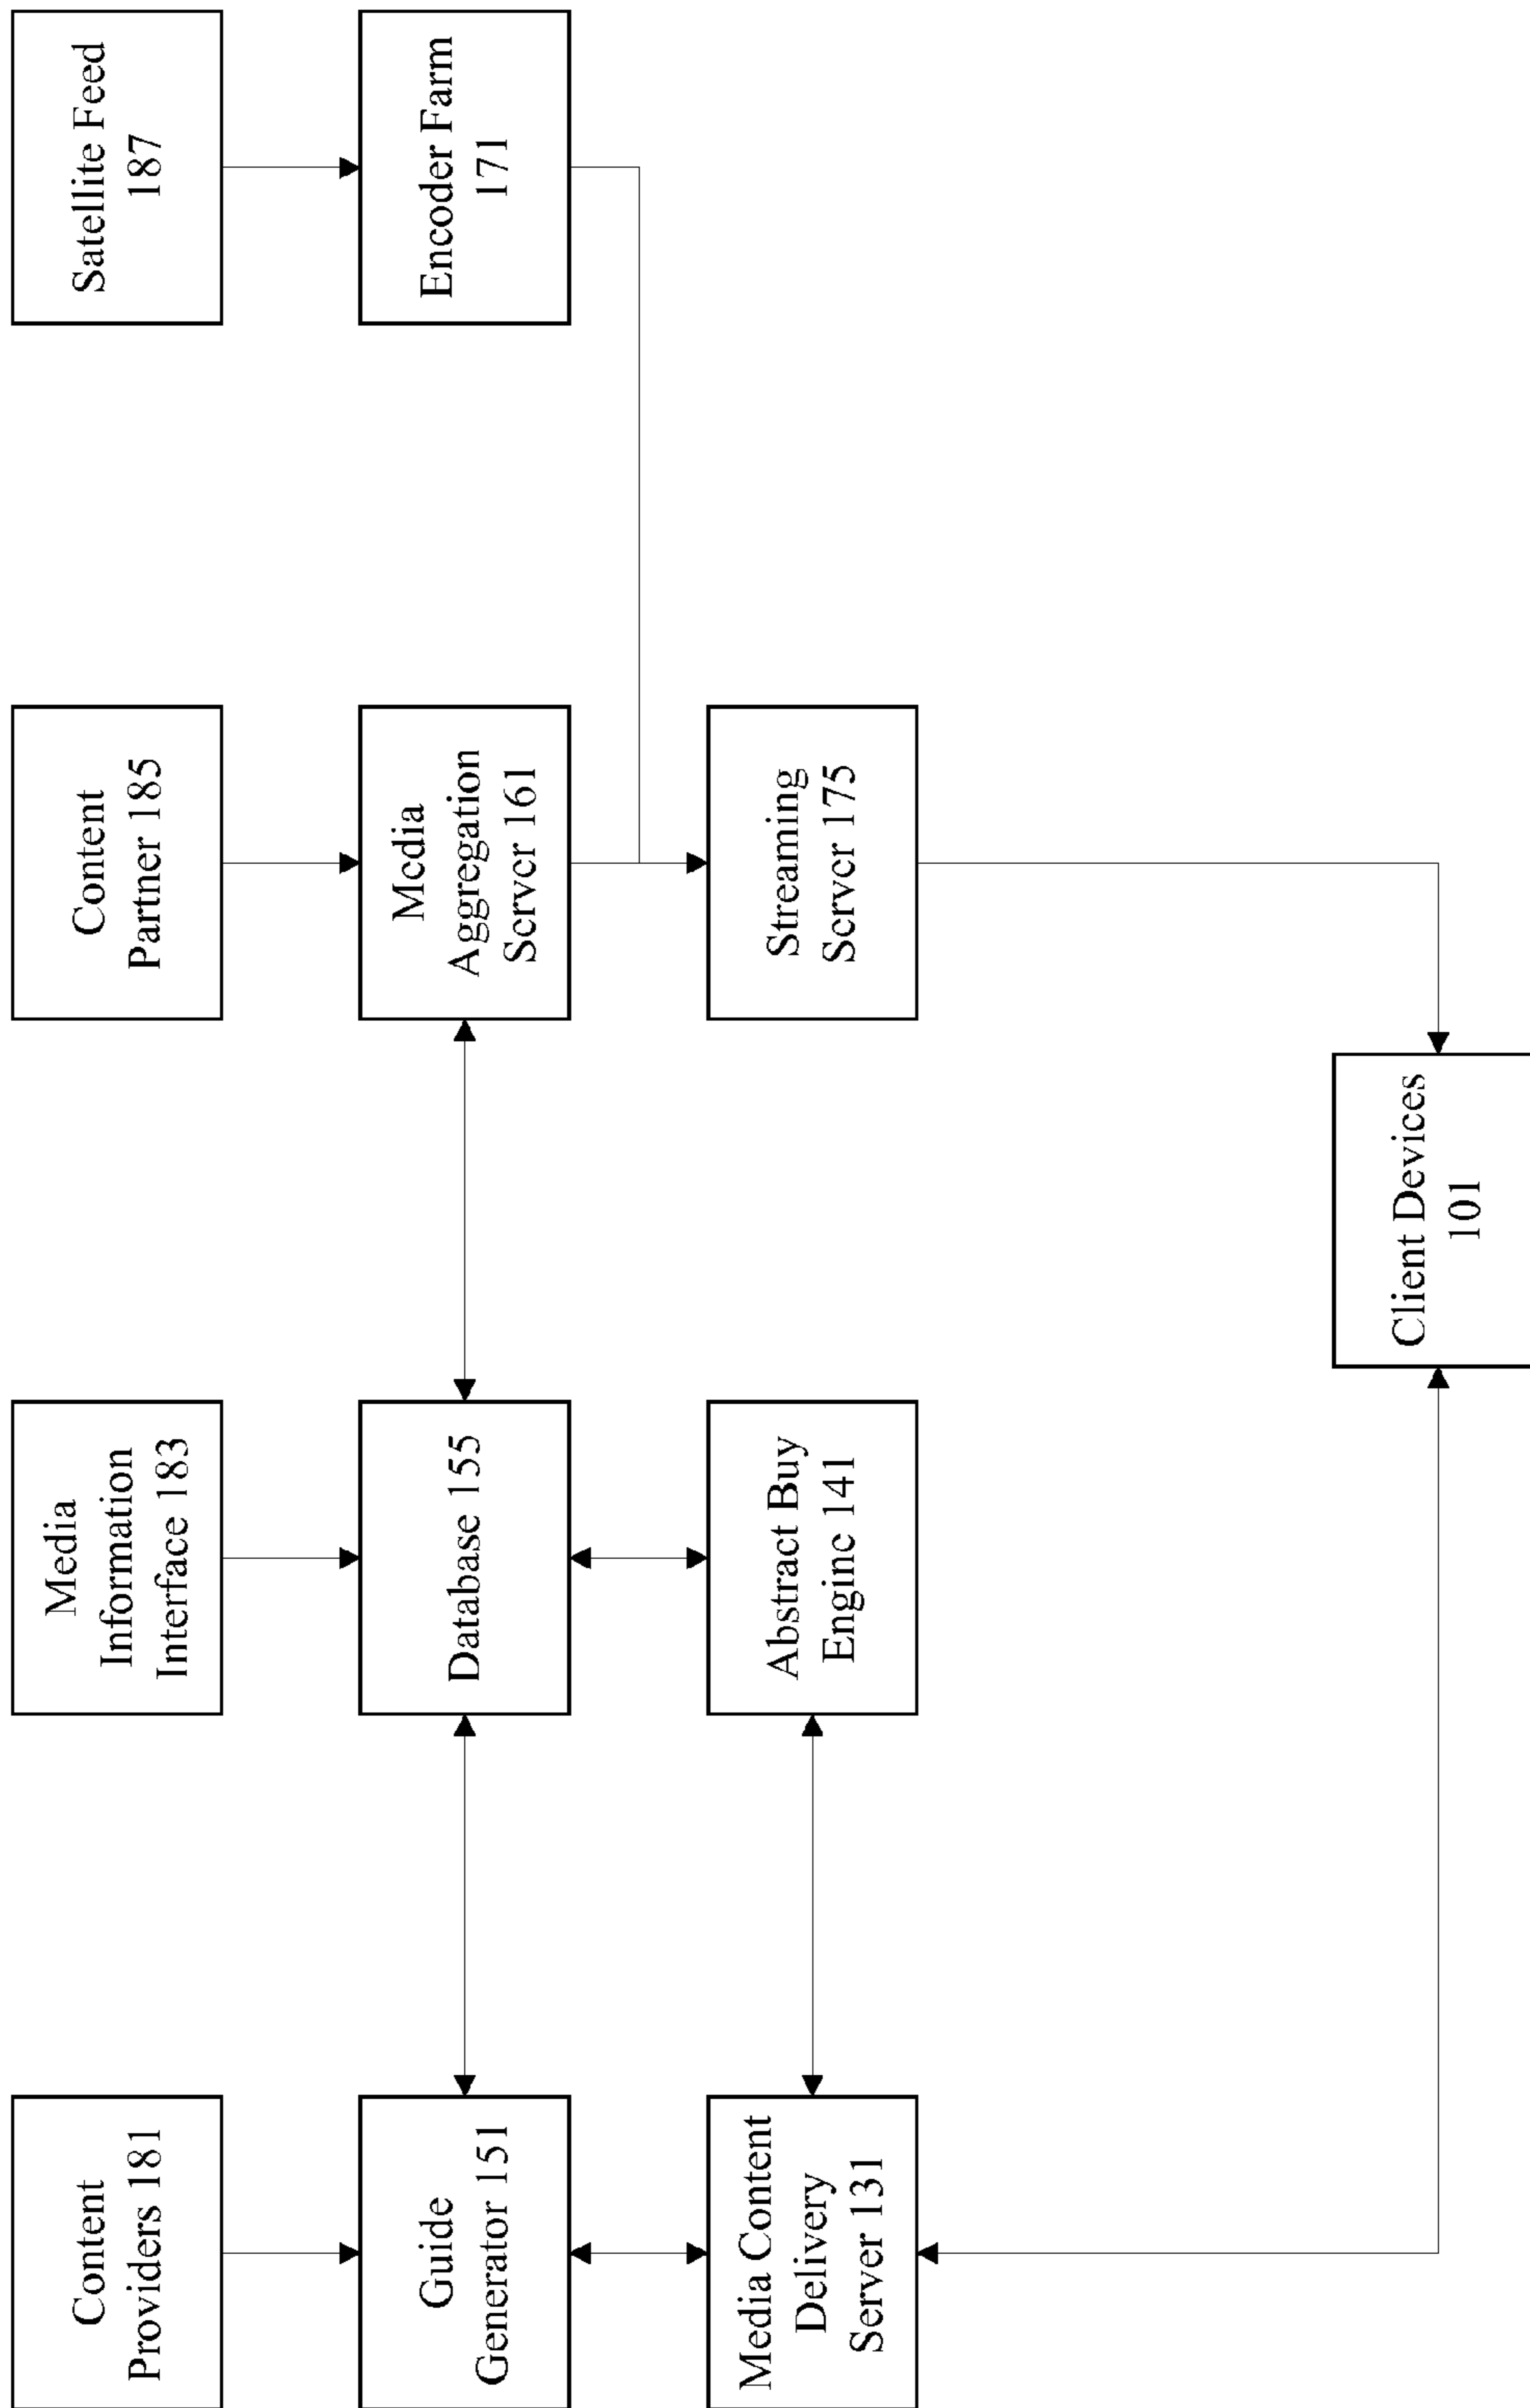 Content
Providers 181
Media
Information
Interface 183
Content
Partner 185
Satellite Feed
187
Guide
Generator 151
Database 155
Media
Aggregation
Server 161
Encoder Farm
171
Media Content
Delivery
Server 131
Abstract Buy
Engine 141
Streaming
Server 175
Client Devices
101